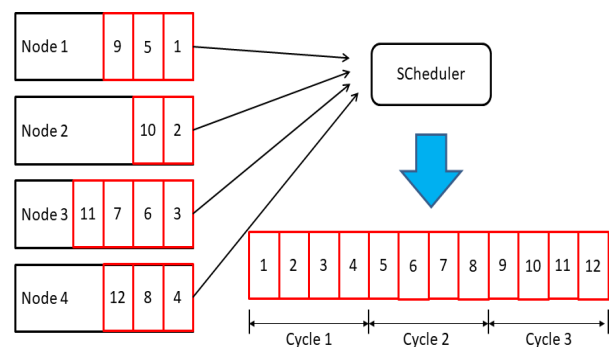 Node 1 9 5 1
SCheduler
Node 2 10 2
Node 3 11 7 6 3
Node 4 12 8 4
1 2 3 4 5 6 7 8 9 10 11 12
Cycle 1 Cycle 2 Cycle 3